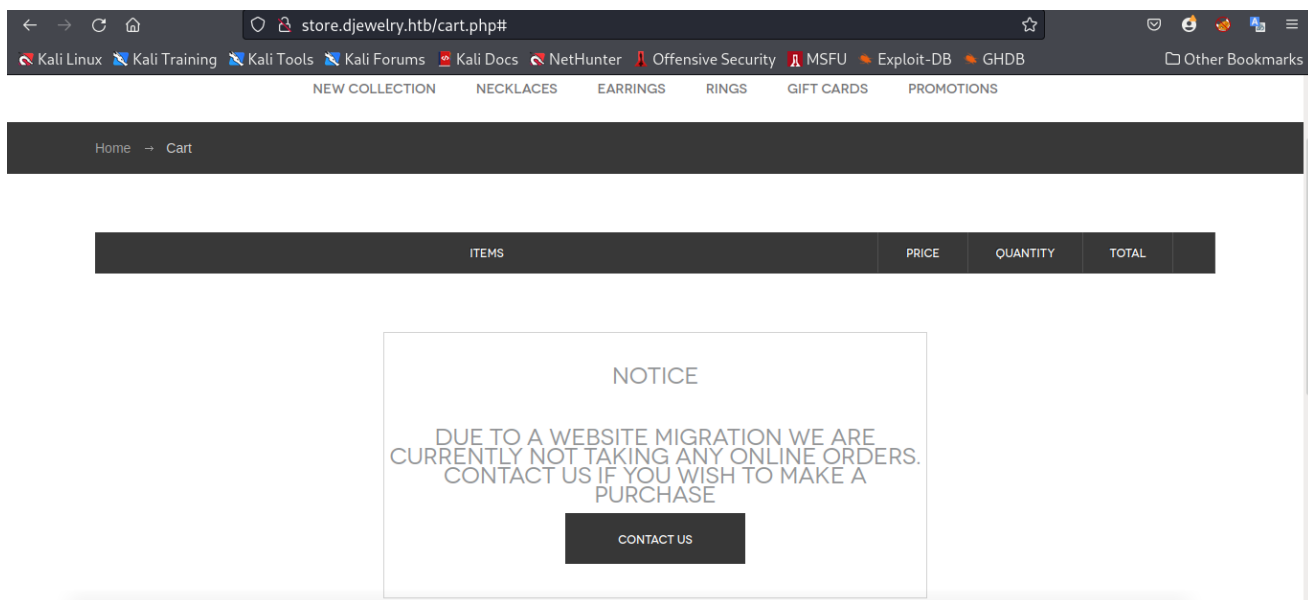 store.djewelry.htb/cart.php#
Kali Linux Kali Training Kali Tools Kali Forums Kali Docs NetHunter Offensive Security MSFU Exploit-DB GHDB Other Bookmarks
NEW COLLECTION NECKLACES EARRINGS RINGS GIFT CARDS PROMOTIONS
Home → Cart
ITEMS PRICE QUANTITY TOTAL
NOTICE
DUE TO A WEBSITE MIGRATION WE ARE
CURRENTLY NOT TAKING ANY ONLINE ORDERS.
CONTACT US IF YOU WISH TO MAKE A
PURCHASE
CONTACT US